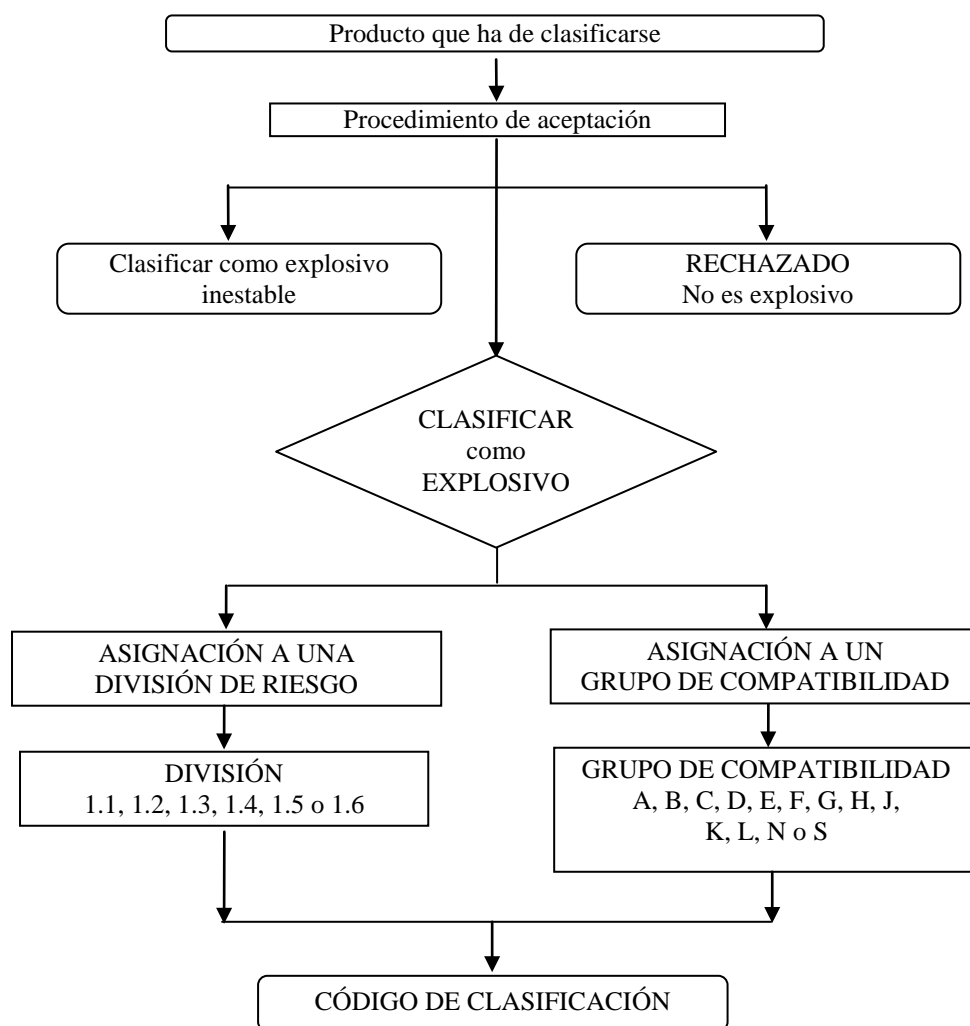 Producto que ha de clasificarse
Procedimiento de aceptación
Clasificar como explosivo
inestable
RECHAZADO
No es explosivo
CLASIFICAR
como
EXPLOSIVO
ASIGNACIÓN A UNA
DIVISIÓN DE RIESGO
ASIGNACIÓN A UN
GRUPO DE COMPATIBILIDAD
DIVISIÓN
1.1, 1.2, 1.3, 1.4, 1.5 o 1.6
GRUPO DE COMPATIBILIDAD
A, B, C, D, E, F, G, H, J,
K, L, N o S
CÓDIGO DE CLASIFICACIÓN